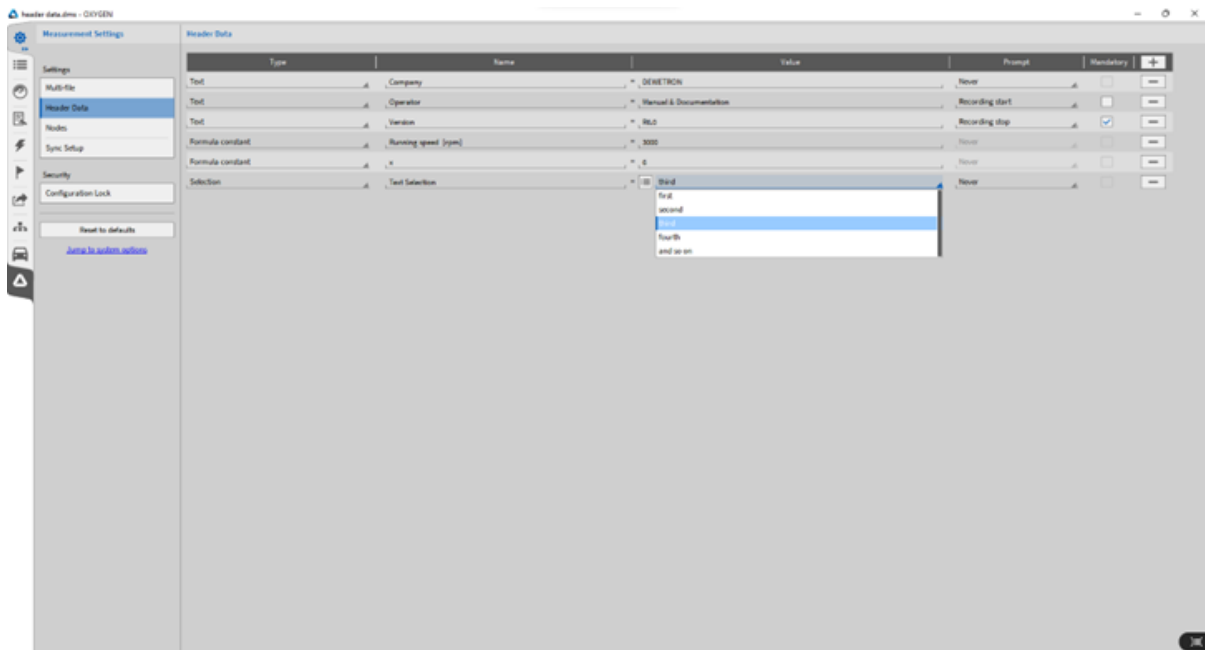 header data.dms - OXYGEN
Measurement Settings
Header Data
Settings
Multi-file
Header Data
Nodes
Sync Setup
Security
Configuration Lock
Reset to defaults
Jump to system options
Type Name Value Prompt Mandatory +
Text Company DEWETRON Never
Text Operator Manual & Documentation Recording start
Text Version Recording stop
Formula constant Running speed [rpm] 3000 Never
Formula constant x 0 Never
Selection Text Selection third Never
first
second
third
fourth
and so on